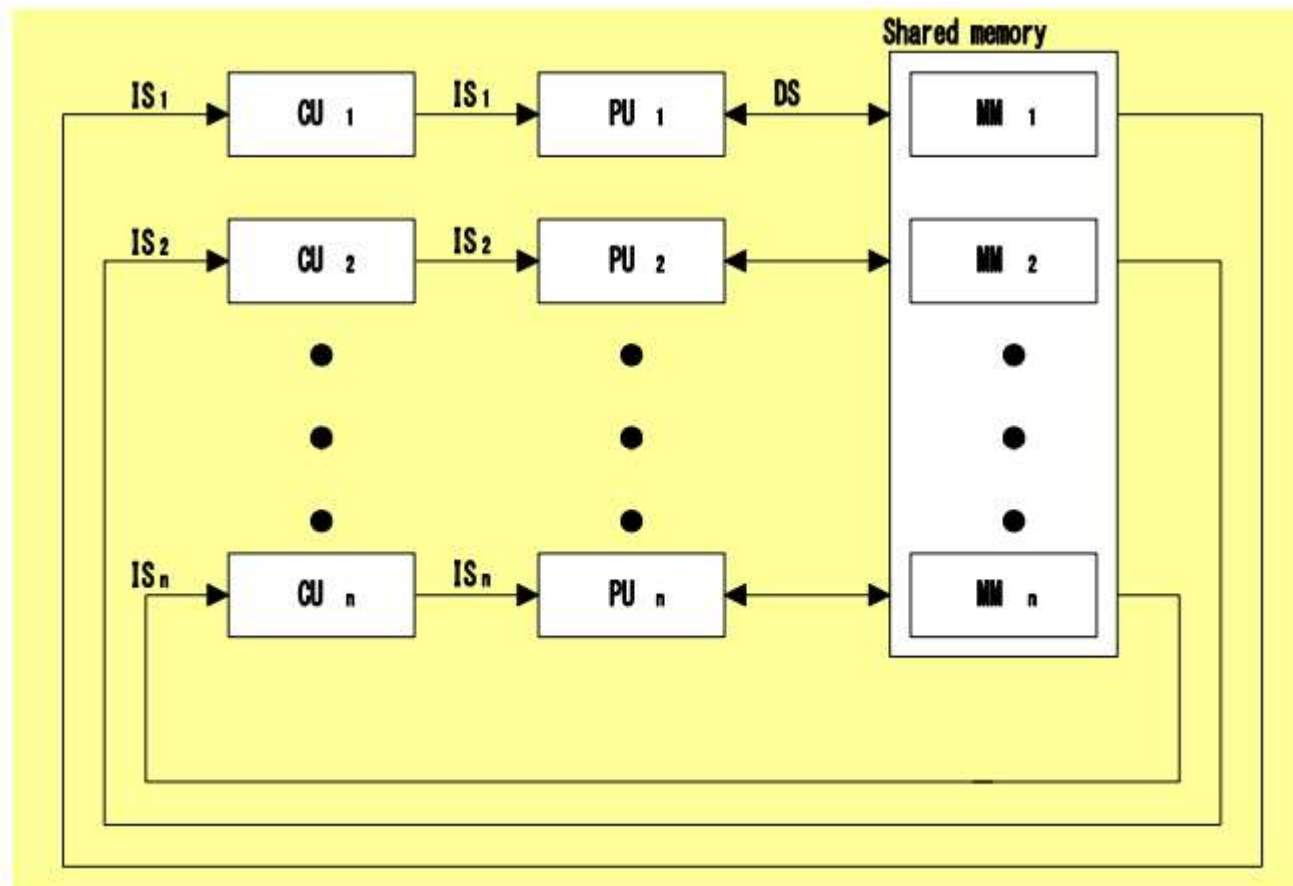 Shared memory
IS1 CU 1 IS1 PU 1 DS MM 1
IS2 CU 2 IS2 PU 2 MM 2
ISn CU n ISn PU n MM n